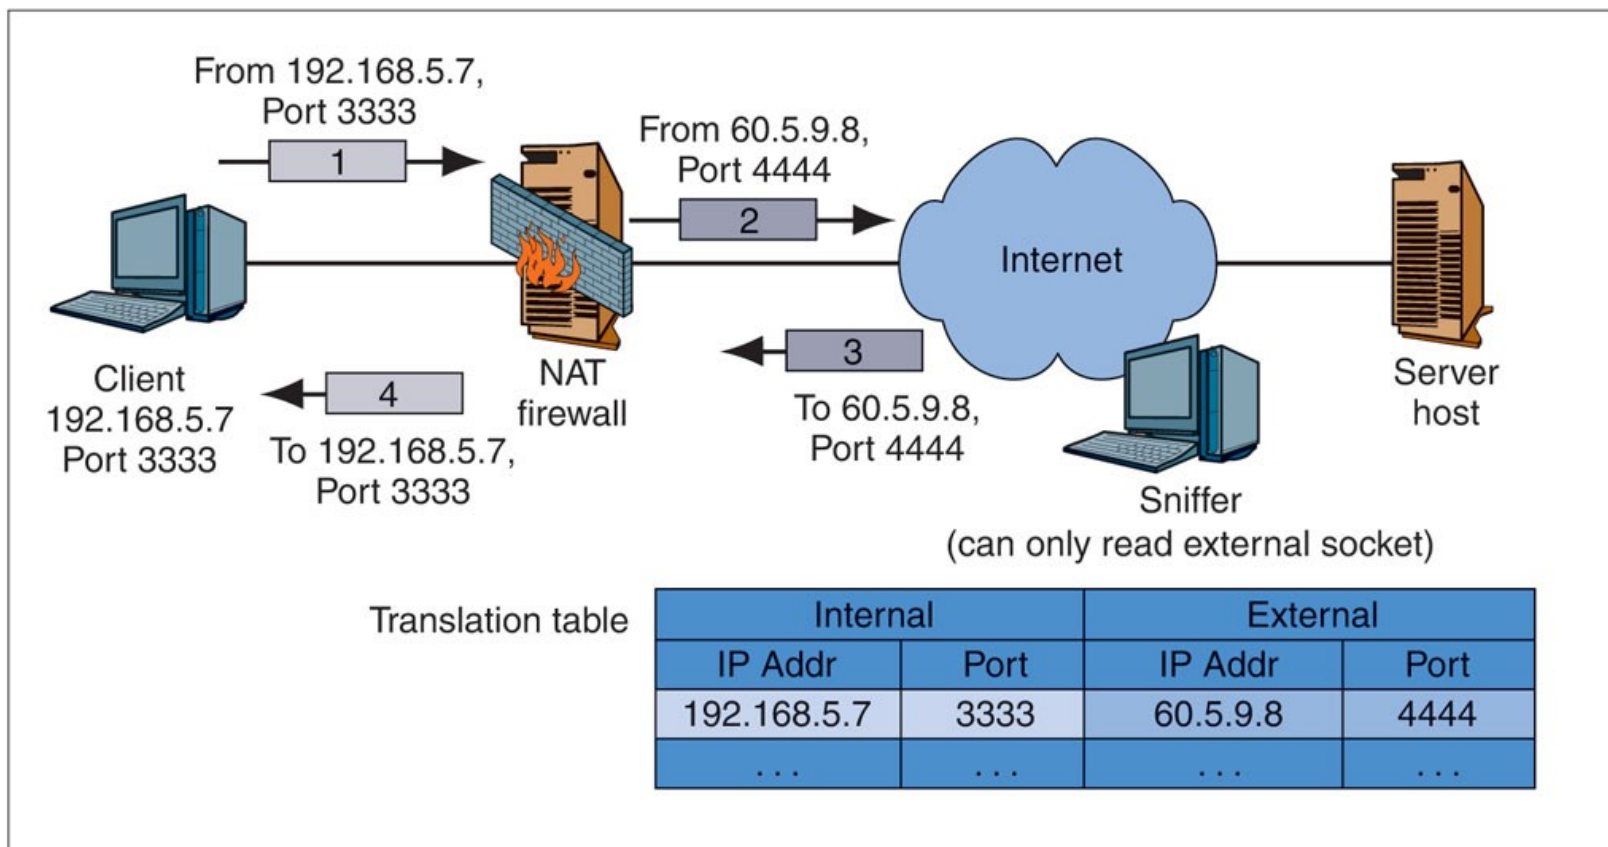 From 192.168.5.7,
Port 3333
1
From 60.5.9.8,
Port 4444
2
Internet
3
To 60.5.9.8,
Port 4444
4
To 192.168.5.7,
Port 3333
Client
192.168.5.7
Port 3333
NAT
firewall
Server
host
Sniffer
(can only read external socket)
Translation table
Internal External
IP Addr Port IP Addr Port
192.168.5.7 3333 60.5.9.8 4444
. . . . . . . . . . . .